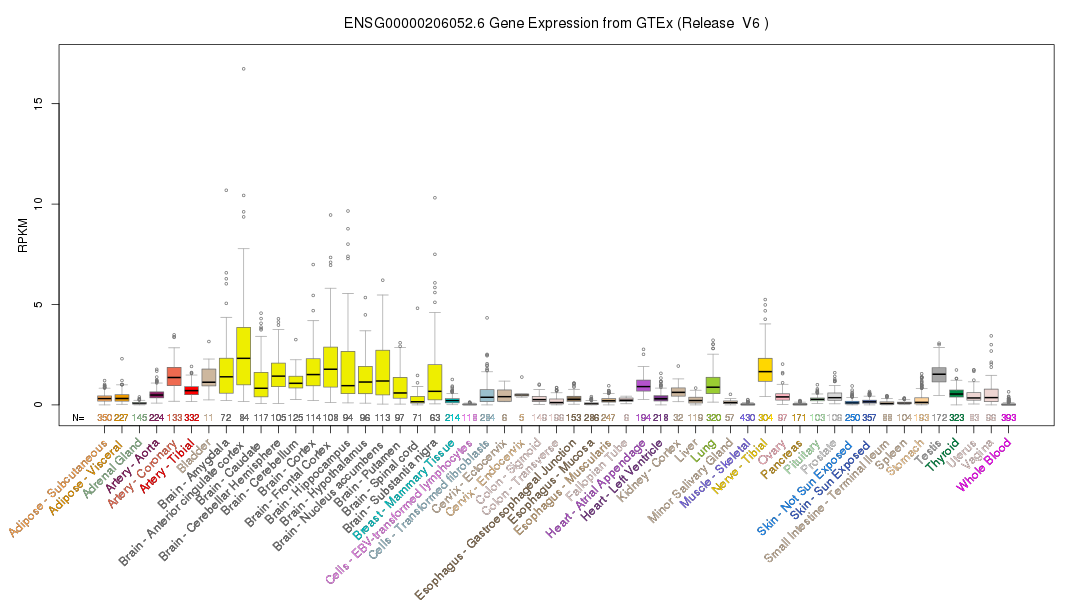 ENSG00000206052.6 Gene Expression from GTEx (Release V6 )
RPKM
15
10
5
0
N= 350 227 145 224 133 332 11 72 84 117 105 125 114 108 94 96 113 97 71 63 214 118 284 6 5 149 196 153 286 247 6 194 218 32 119 320 57 430 304 97 171 103 106 250 357 88 104 193 172 323 83 96 393
Adipose - Subcutaneous
Adipose - Visceral
Adrenal Gland
Artery - Aorta
Artery - Coronary
Artery - Tibial
Bladder
Brain - Amygdala
Brain - Anterior cingulate cortex
Brain - Caudate
Brain - Cerebellar Hemisphere
Brain - Cerebellum
Brain - Cortex
Brain - Frontal Cortex
Brain - Hippocampus
Brain - Hypothalamus
Brain - Nucleus accumbens
Brain - Putamen
Brain - Spinal cord
Brain - Substantia nigra
Breast - Mammary Tissue
Cells - EBV-transformed lymphocytes
Cells - Transformed fibroblasts
Cervix - Ectocervix
Cervix - Endocervix
Colon - Sigmoid
Colon - Transverse
Esophagus - Gastroesophageal Junction
Esophagus - Mucosa
Esophagus - Muscularis
Fallopian Tube
Heart - Atrial Appendage
Heart - Left Ventricle
Kidney - Cortex
Liver
Lung
Minor Salivary Gland
Muscle - Skeletal
Nerve - Tibial
Ovary
Pancreas
Pituitary
Prostate
Skin - Not Sun Exposed
Skin - Sun Exposed
Small Intestine - Terminal Ileum
Spleen
Stomach
Testis
Thyroid
Uterus
Vagina
Whole Blood